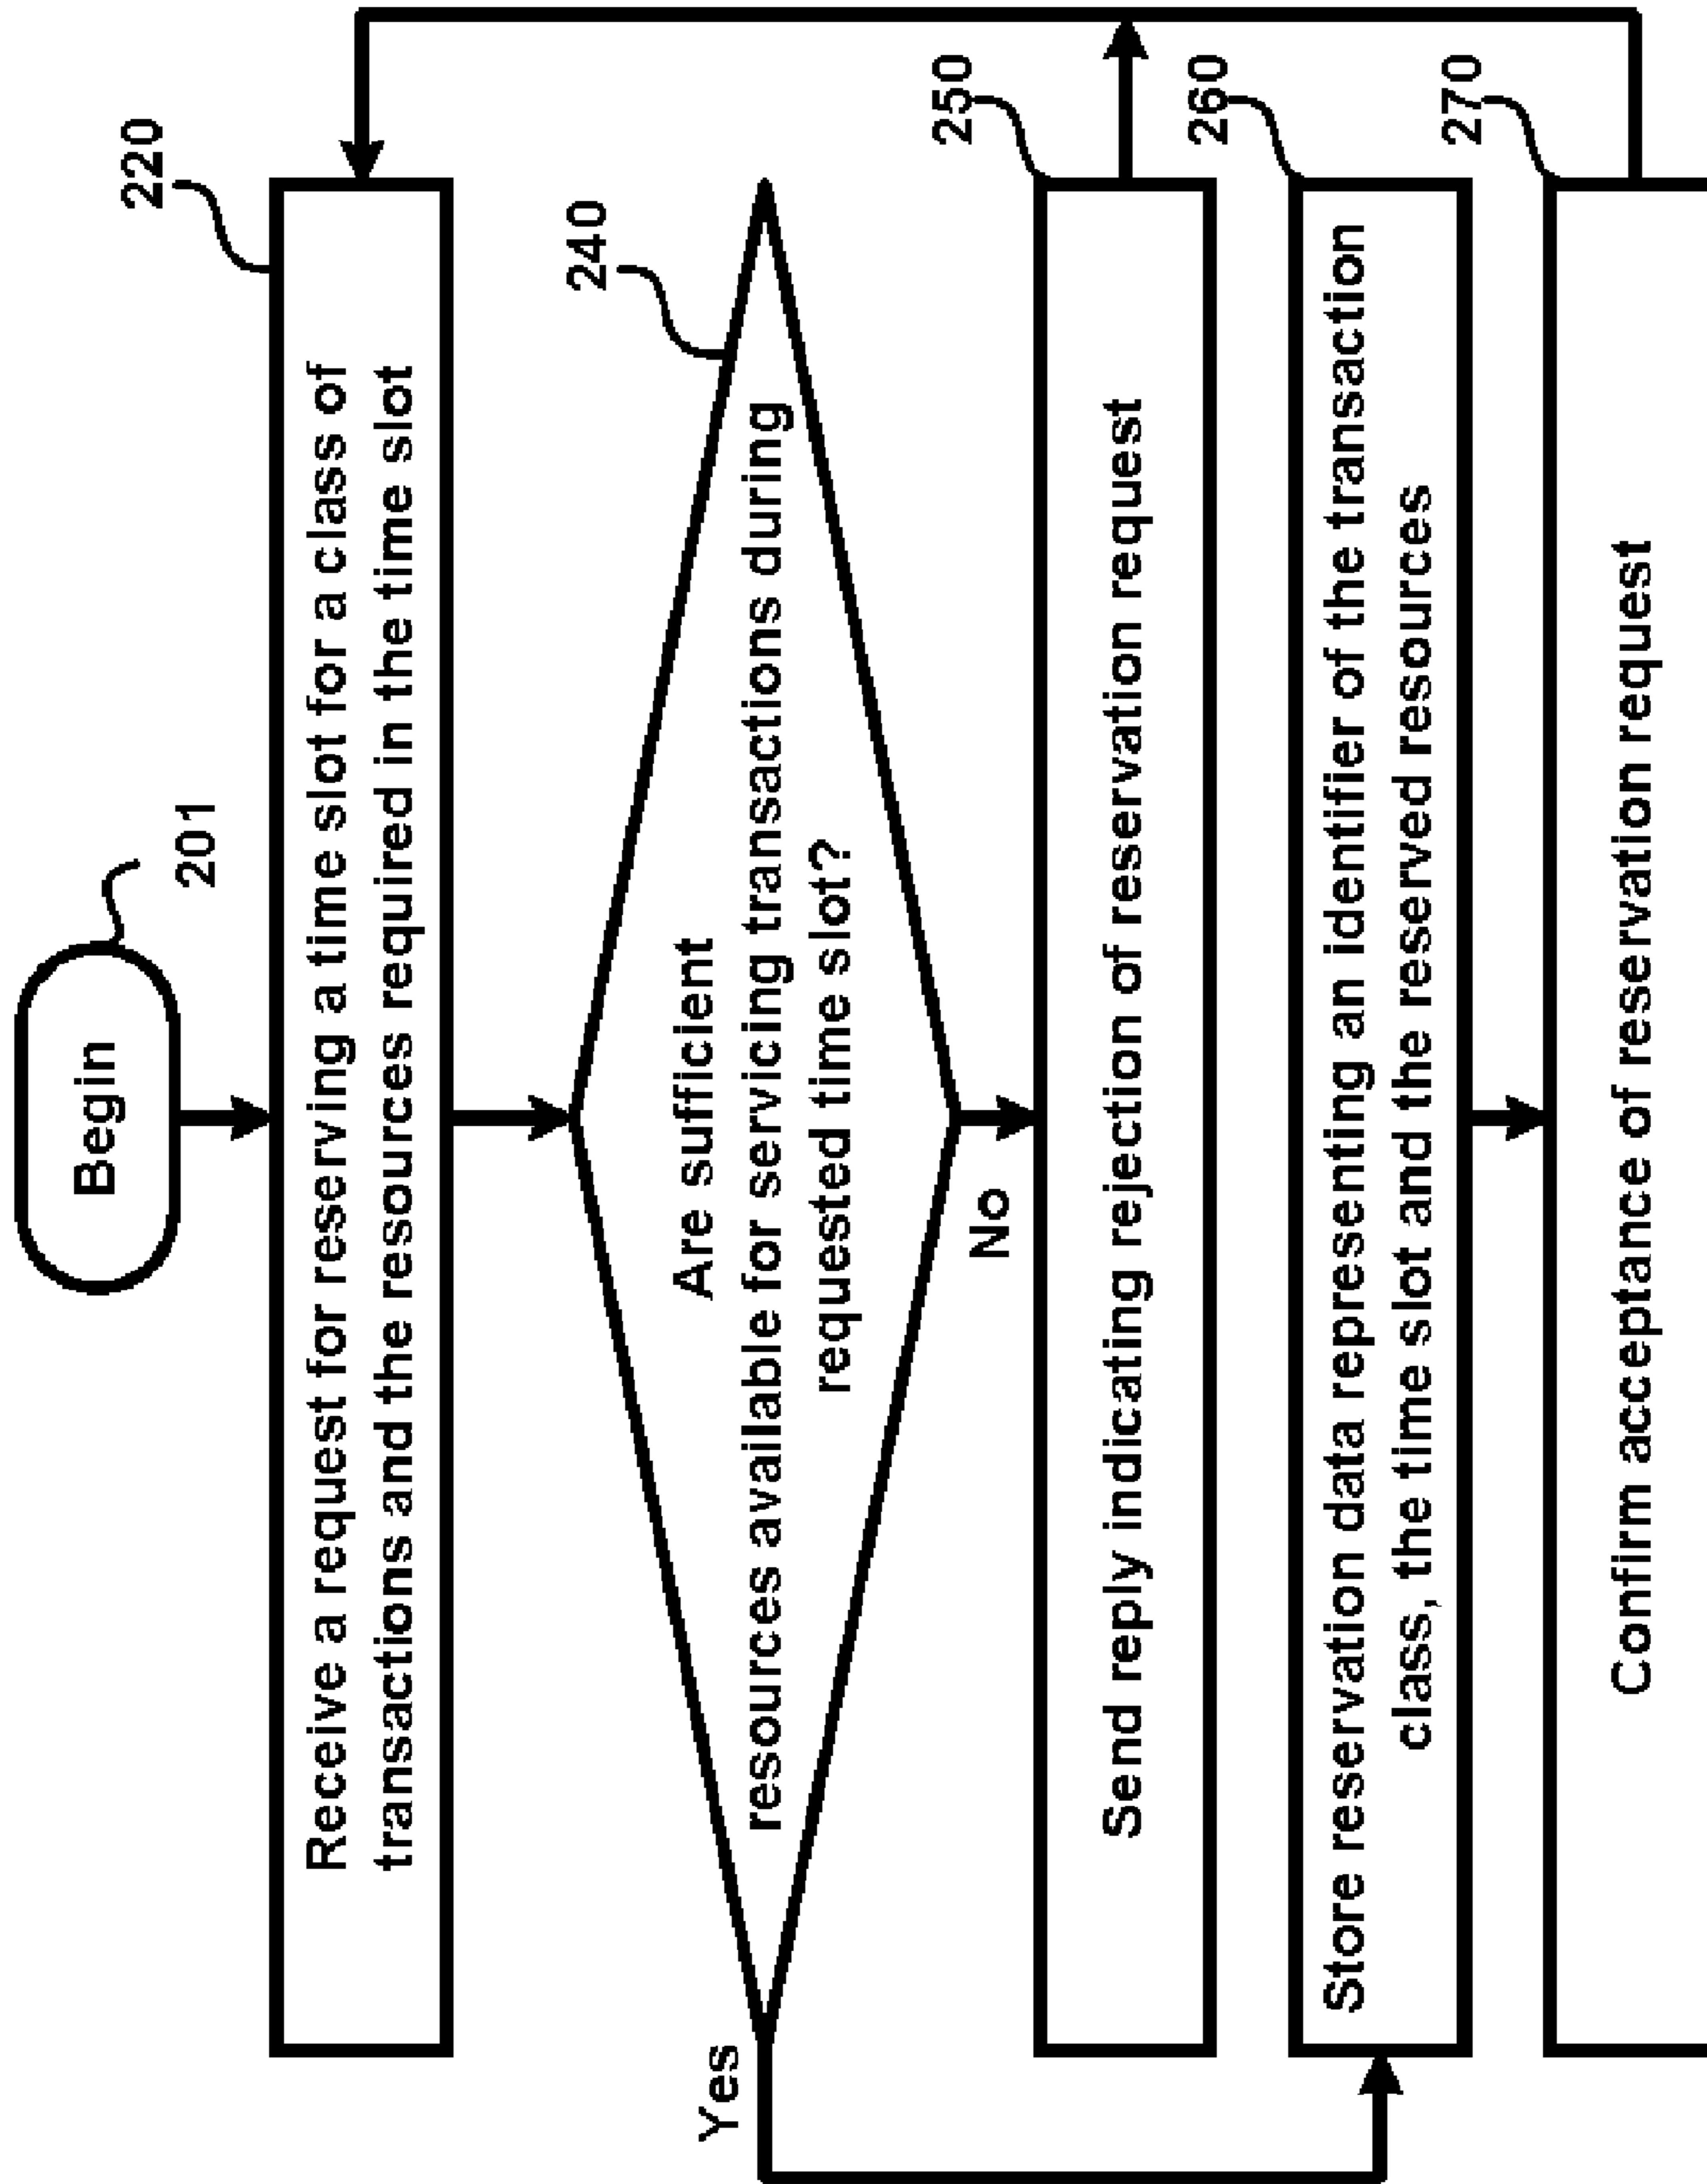 Begin
201
220
Receive a request for reserving a time slot for a class of
transactions and the resources required in the time slot
240
Are sufficient
resources available for servicing transactions during
requested time slot?
Yes
No
250
Send reply indicating rejection of reservation request
260
Store reservation data representing an identifier of the transaction
class, the time slot and the reserved resources
270
Confirm acceptance of reservation request